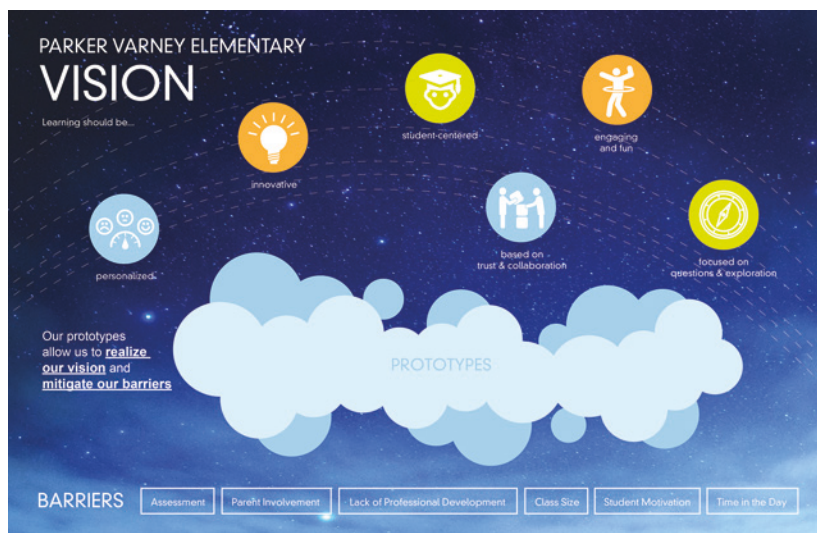 PARKER VARNEY ELEMENTARY
VISION
Learning should be...
personalized
innovative
student-centered
based on
trust & collaboration
engaging
and fun
focused on
questions & exploration
Our prototypes
allow us to realize
our vision and
mitigate our barriers
PROTOTYPES
BARRIERS
Assessment
Parent Involvement
Lack of Professional Development
Class Size
Student Motivation
Time in the Day